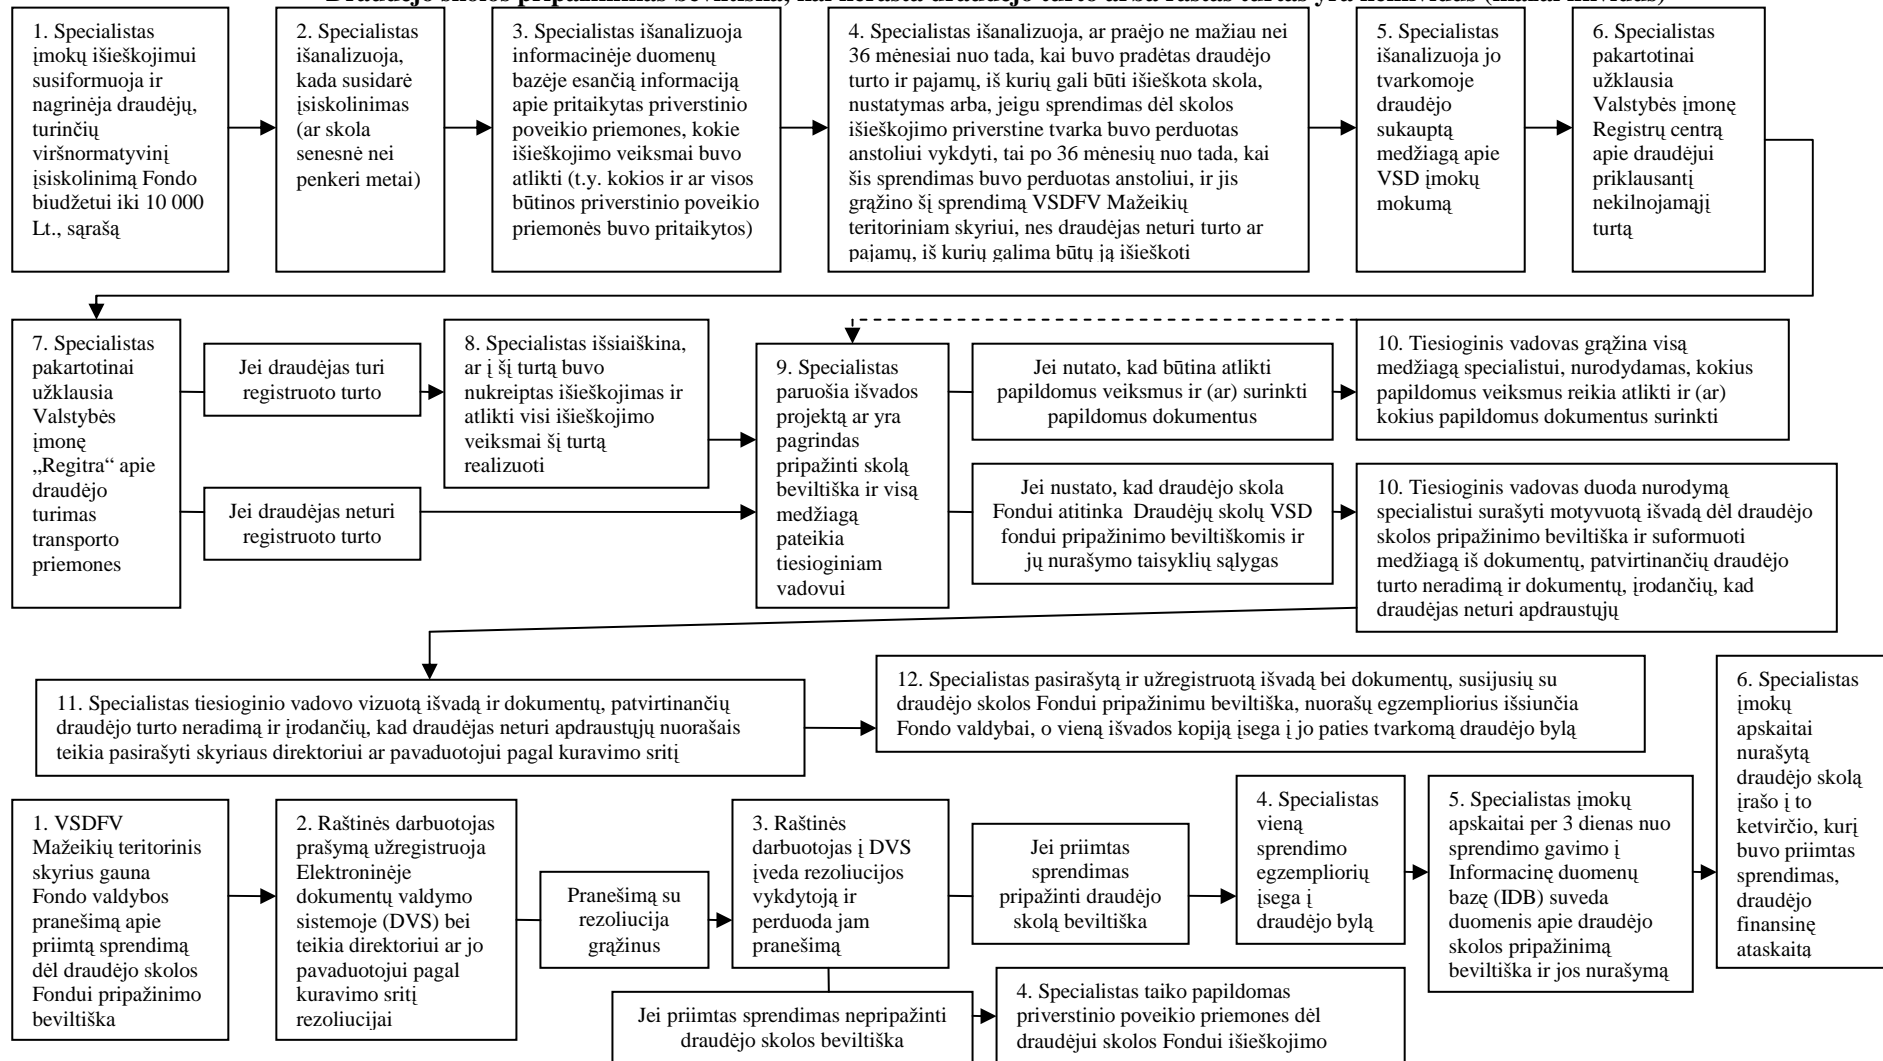 Draudėjo skolos pripažinimas beviltiška, kai nerasta draudėjo turto arba rastas turtas yra nelikvidus (mažai likvidus)
1. Specialistas
įmokų išieškojimui
susiformuoja ir
nagrinėja draudėjų,
turinčių
viršnormatyvinį
įsiskolinimą Fondo
biudžetui iki 10 000
Lt., sąrašą
2. Specialistas
išanalizuoja,
kada susidarė
įsiskolinimas
(ar skola
senesnė nei
penkeri metai)
3. Specialistas išanalizuoja
informacinėje duomenų
bazėje esančią informaciją
apie pritaikytas priverstinio
poveikio priemones, kokie
išieškojimo veiksmai buvo
atlikti (t.y. kokios ir ar visos
būtinos priverstinio poveikio
priemonės buvo pritaikytos)
4. Specialistas išanalizuoja, ar praėjo ne mažiau nei
36 mėnesiai nuo tada, kai buvo pradėtas draudėjo
turto ir pajamų, iš kurių gali būti išieškota skola,
nustatymas arba, jeigu sprendimas dėl skolos
išieškojimo priverstine tvarka buvo perduotas
anstoliui vykdyti, tai po 36 mėnesių nuo tada, kai
šis sprendimas buvo perduotas anstoliui, ir jis
grąžino šį sprendimą VSDFV Mažeikių
teritoriniam skyriui, nes draudėjas neturi turto ar
pajamų, iš kurių galima būtų ją išieškoti
5. Specialistas
išanalizuoja jo
tvarkomoje
draudėjo
sukauptą
medžiagą apie
VSD įmokų
mokumą
6. Specialistas
pakartotinai
užklausia
Valstybės įmonę
Registrų centrą
apie draudėjui
priklausantį
nekilnojamąjį
turtą
7. Specialistas
pakartotinai
užklausia
Valstybės
įmonę
„Regitra“ apie
draudėjo
turimas
transporto
priemones
Jei draudėjas turi
registruoto turto
Jei draudėjas neturi
registruoto turto
8. Specialistas išsiaiškina,
ar į šį turtą buvo
nukreiptas išieškojimas ir
atlikti visi išieškojimo
veiksmai šį turtą
realizuoti
9. Specialistas
paruošia išvados
projektą ar yra
pagrindas
pripažinti skolą
beviltiška ir visą
medžiagą
pateikia
tiesioginiam
vadovui
Jei nutato, kad būtina atlikti
papildomus veiksmus ir (ar) surinkti
papildomus dokumentus
Jei nustato, kad draudėjo skola
Fondui atitinka Draudėjų skolų VSD
fondui pripažinimo beviltiškomis ir
jų nurašymo taisyklių sąlygas
10. Tiesioginis vadovas grąžina visą
medžiagą specialistui, nurodydamas, kokius
papildomus veiksmus reikia atlikti ir (ar)
kokius papildomus dokumentus surinkti
10. Tiesioginis vadovas duoda nurodymą
specialistui surašyti motyvuotą išvadą dėl draudėjo
skolos pripažinimo beviltiška ir suformuoti
medžiagą iš dokumentų, patvirtinančių draudėjo
turto neradimą ir dokumentų, įrodančių, kad
draudėjas neturi apdraustųjų
11. Specialistas tiesioginio vadovo vizuotą išvadą ir dokumentų, patvirtinančių
draudėjo turto neradimą ir įrodančių, kad draudėjas neturi apdraustųjų nuorašais
teikia pasirašyti skyriaus direktoriui ar pavaduotojui pagal kuravimo sritį
12. Specialistas pasirašytą ir užregistruotą išvadą bei dokumentų, susijusių su
draudėjo skolos Fondui pripažinimu beviltiška, nuorašų egzempliorius išsiunčia
Fondo valdybai, o vieną išvados kopiją įsega į jo paties tvarkomą draudėjo bylą
1. VSDFV
Mažeikių teritorinis
skyrius gauna
Fondo valdybos
pranešimą apie
priimtą sprendimą
dėl draudėjo skolos
Fondui pripažinimo
beviltiška
2. Raštinės darbuotojas
prašymą užregistruoja
Elektroninėje
dokumentų valdymo
sistemoje (DVS) bei
teikia direktoriui ar jo
pavaduotojui pagal
kuravimo sritį
rezoliucijai
Pranešimą su
rezoliucija
grąžinus
3. Raštinės
darbuotojas į DVS
įveda rezoliucijos
vykdytoją ir
perduoda jam
pranešimą
Jei priimtas
sprendimas
pripažinti draudėjo
skolą beviltiška
4. Specialistas
vieną
sprendimo
egzempliorių
įsega į
draudėjo bylą
5. Specialistas įmokų
apskaitai per 3 dienas nuo
sprendimo gavimo į
Informacinę duomenų
bazę (IDB) suveda
duomenis apie draudėjo
skolos pripažinimą
beviltiška ir jos nurašymą
6. Specialistas
įmokų
apskaitai
nurašytą
draudėjo skolą
įrašo į to
ketvirčio, kurį
buvo priimtas
sprendimas,
draudėjo
finansinę
ataskaitą
Jei priimtas sprendimas nepripažinti
draudėjo skolos beviltiška
4. Specialistas taiko papildomas
priverstinio poveikio priemones dėl
draudėjui skolos Fondui išieškojimo